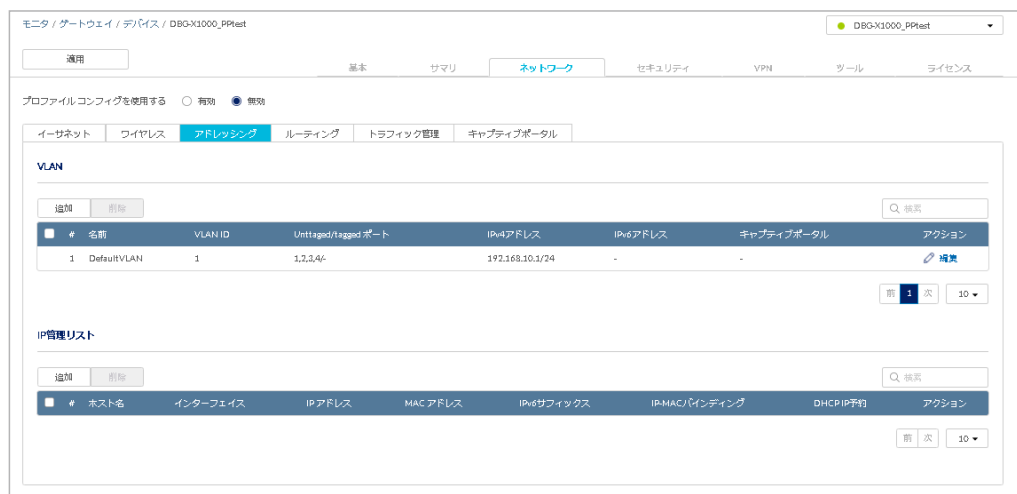 モニタ / ゲートウェイ / デバイス / DBG-X1000_PPtest
DBG-X1000_PPtest
適用
基本 サマリ ネットワーク セキュリティ VPN ツール ライセンス
プロファイル コンフィグを使用する 有効 無効
イーサネット ワイヤレス アドレッシング ルーティング トラフィック管理 キャプティブポータル
VLAN
追加 削除 検索
# 名前 VLAN ID Unttaged/tagged ポート IPv4アドレス IPv6アドレス キャプティブポータル アクション
1 DefaultVLAN 1 1,2,3,4/- 192.168.10.1/24 - - 編集
前 1 次 10
IP管理リスト
追加 削除 検索
# ホスト名 インターフェイス IP アドレス MAC アドレス IPv6サフィックス IP-MACバインディング DHCP IP予約 アクション
前 次 10